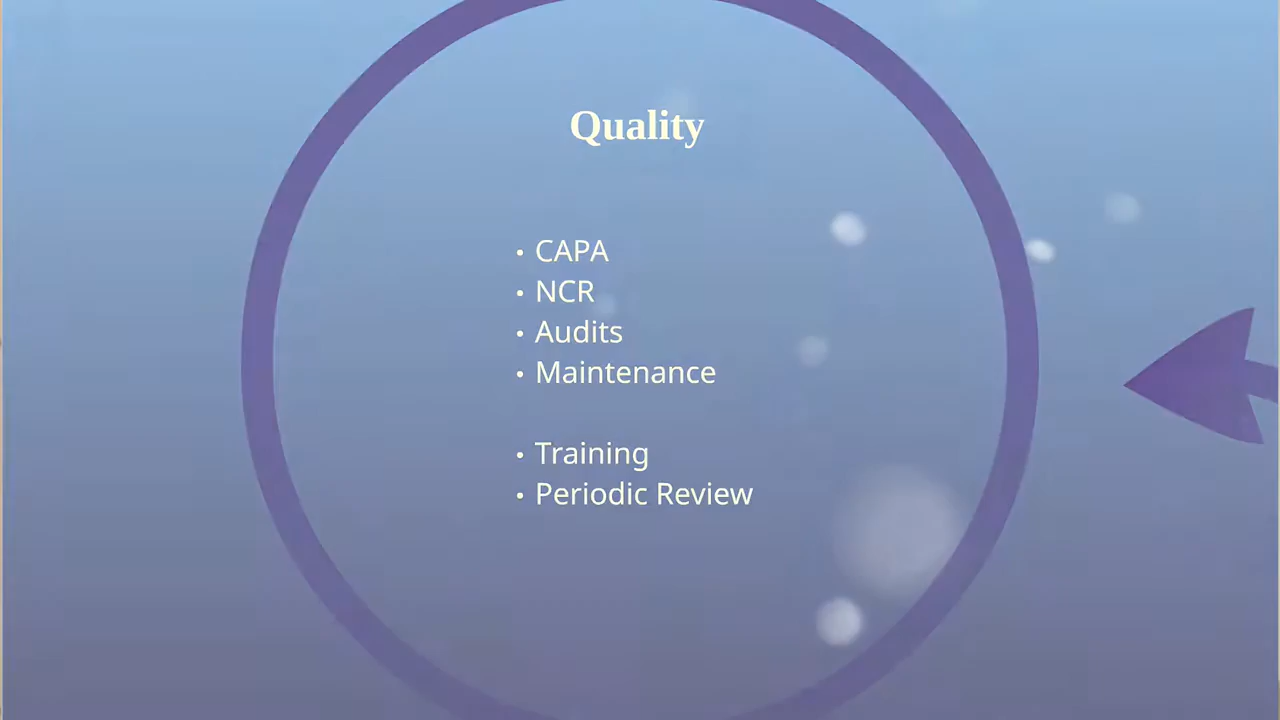 Quality
• CAPA
• NCR
• Audits
• Maintenance
• Training
• Periodic Review